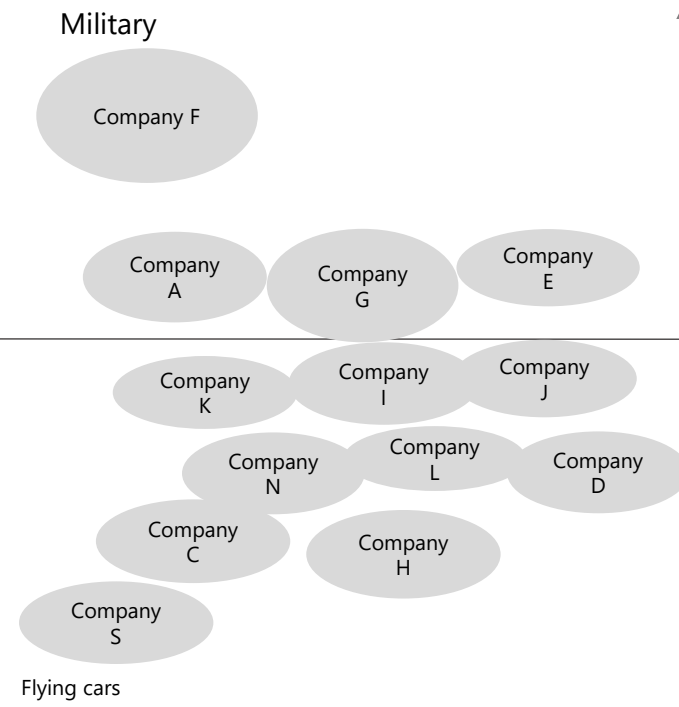 Military
Company F
Company
A
Company
G
Company
E
Company
K
Company
I
Company
J
Company
N
Company
L
Company
D
Company
C
Company
H
Company
S
Flying cars